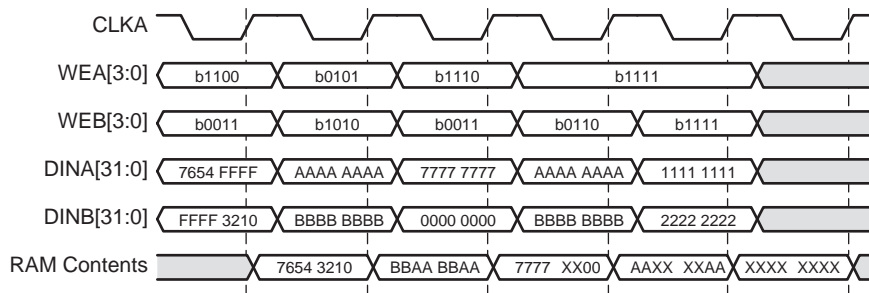 CLKA
WEA[3:0] b1100 b0101 b1110 b1111
WEB[3:0] b0011 b1010 b0011 b0110 b1111
DINA[31:0] 7654 FFFF AAAA AAAA 7777 7777 AAAA AAAA 1111 1111
DINB[31:0] FFFF 3210 BBBB BBBB 0000 0000 BBBB BBBB 2222 2222
RAM Contents 7654 3210 BBAA BBAA 7777 XX00 AAXX XXAA XXXX XXXX